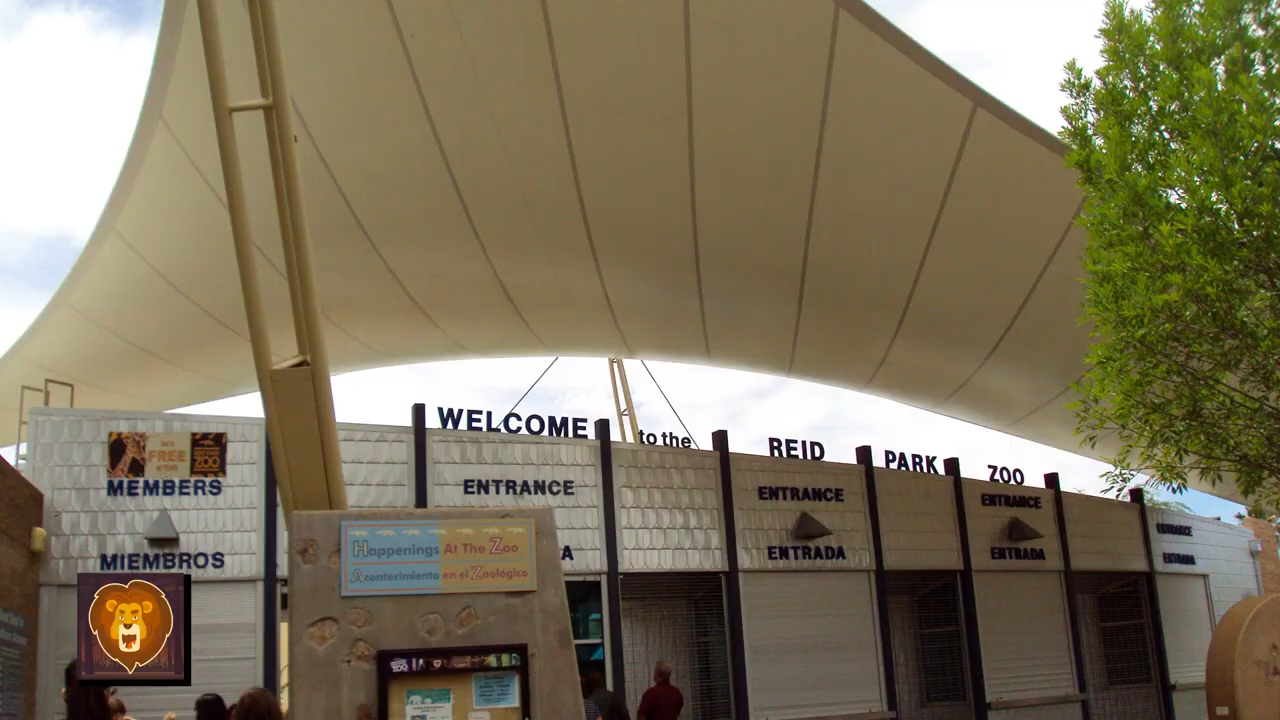 WELCOME to the REID PARK ZOO
FREE
ZOO
MEMBERS
MIEMBROS
ENTRANCE
ENTRANCE
ENTRADA
ENTRANCE
ENTRADA
ENTRANCE
ENTRADA
Happenings At The Zoo
Acontecimiento en el Zoológico
ZOO